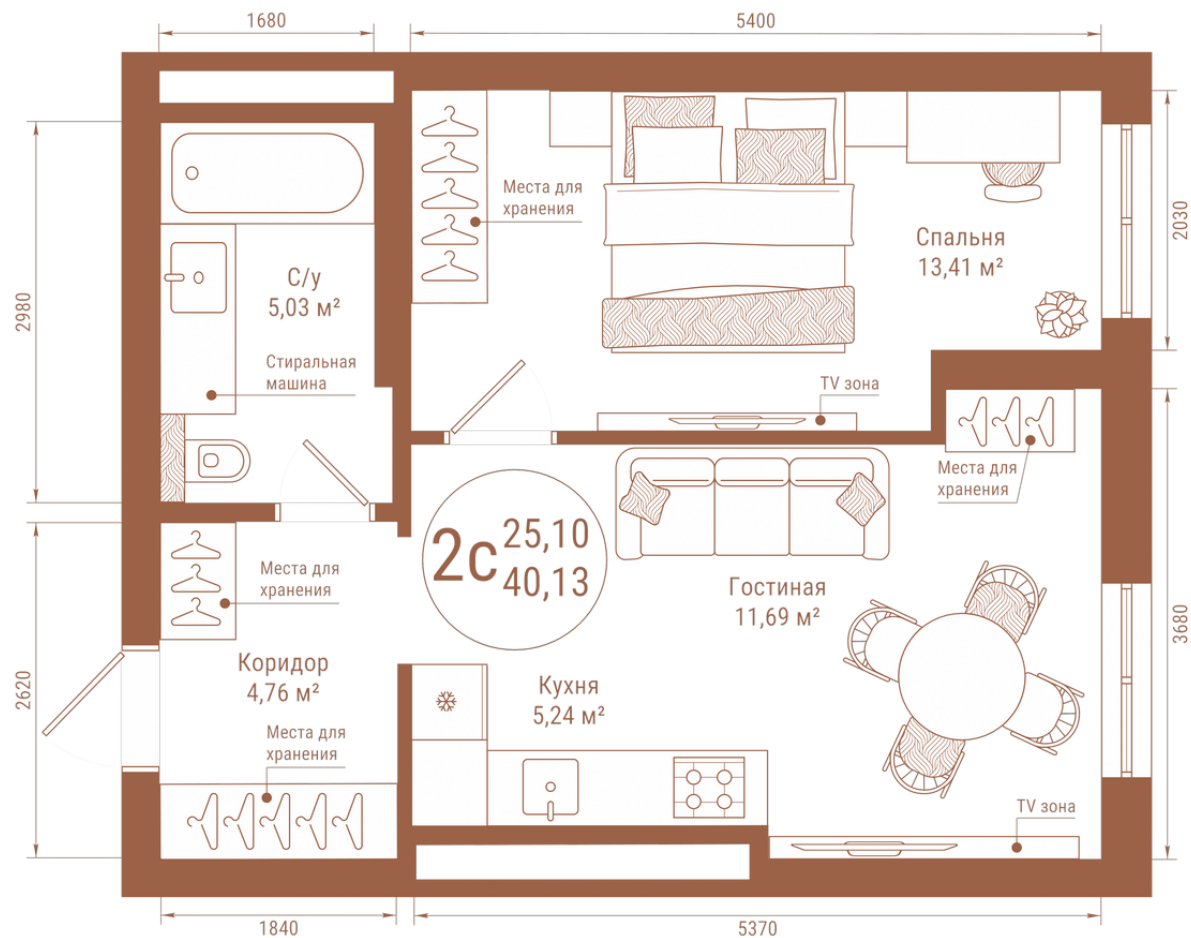 1680
5400
Места для
хранения
Спальня
13,41 м²
2030
С/у
5,03 м²
2980
Стиральная
машина
TV зона
Места для
хранения
2с
25,10
40,13
Места для
хранения
Гостиная
11,69 м²
3680
Коридор
4,76 м²
2620
Кухня
5,24 м²
Места для
хранения
TV зона
1840
5370